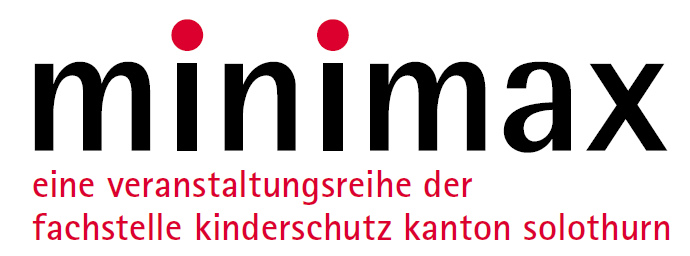 minimax
eine veranstaltungsreihe der
fachstelle kinderschutz kanton solothurn